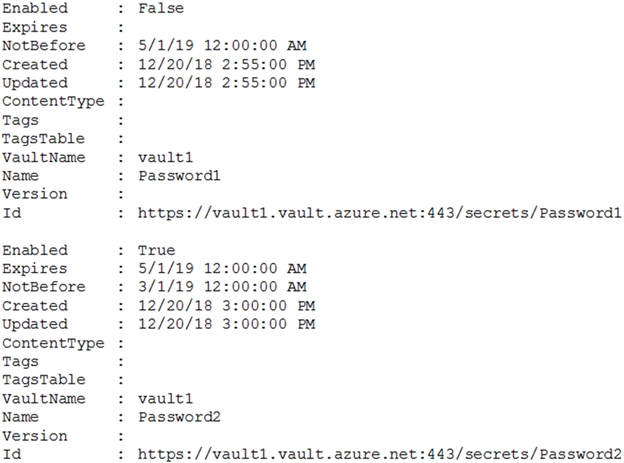 Enabled : False
Expires :
NotBefore : 5/1/19 12:00:00 AM
Created : 12/20/18 2:55:00 PM
Updated : 12/20/18 2:55:00 PM
ContentType :
Tags :
TagsTable :
VaultName : vault1
Name : Password1
Version :
Id : https://vault1.vault.azure.net:443/secrets/Password1
Enabled : True
Expires : 5/1/19 12:00:00 AM
NotBefore : 3/1/19 12:00:00 AM
Created : 12/20/18 3:00:00 PM
Updated : 12/20/18 3:00:00 PM
ContentType :
Tags :
TagsTable :
VaultName : vault1
Name : Password2
Version :
Id : https://vault1.vault.azure.net:443/secrets/Password2